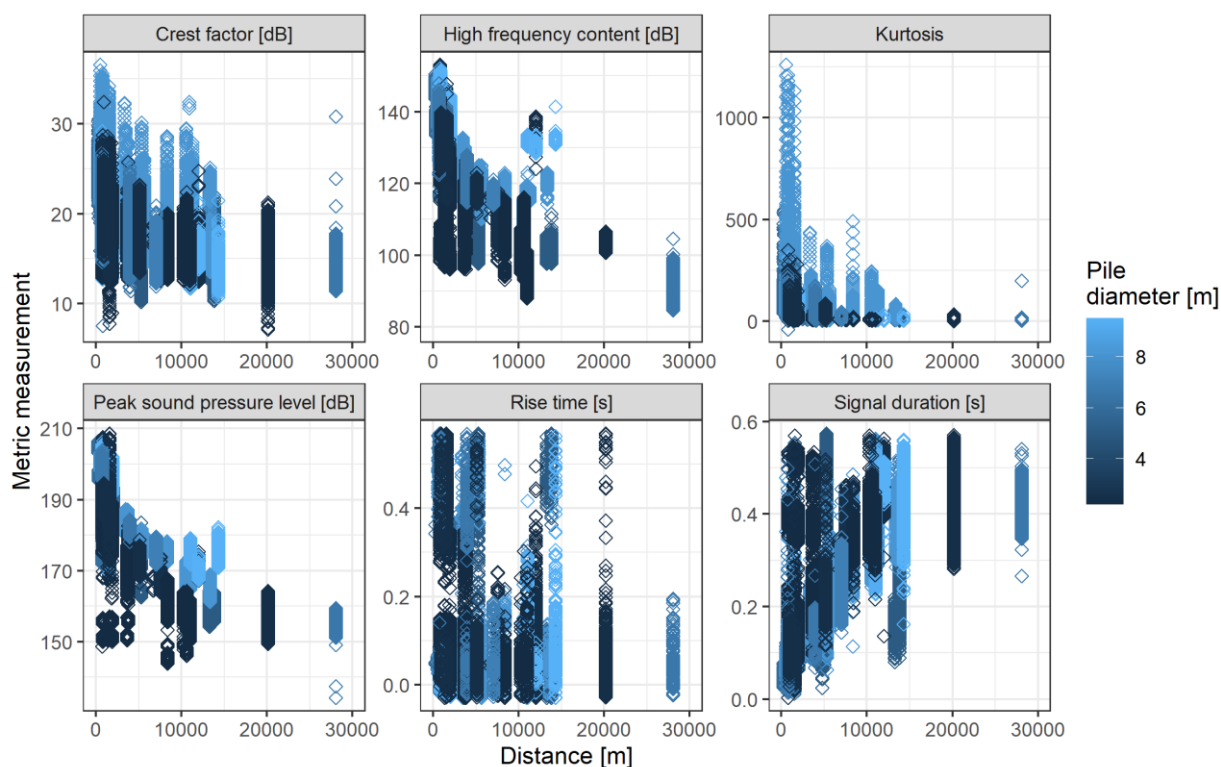 Crest factor [dB]
High frequency content [dB]
Kurtosis
30
20
10
140
120
100
80
1000
500
0
0 10000 20000 30000
0 10000 20000 30000
0 10000 20000 30000
Metric measurement
Peak sound pressure level [dB]
Rise time [s]
Signal duration [s]
210
190
170
150
0.4
0.2
0.0
0.6
0.4
0.2
0.0
0 10000 20000 30000
0 10000 20000 30000
0 10000 20000 30000
Distance [m]
Pile
diameter [m]
8
6
4